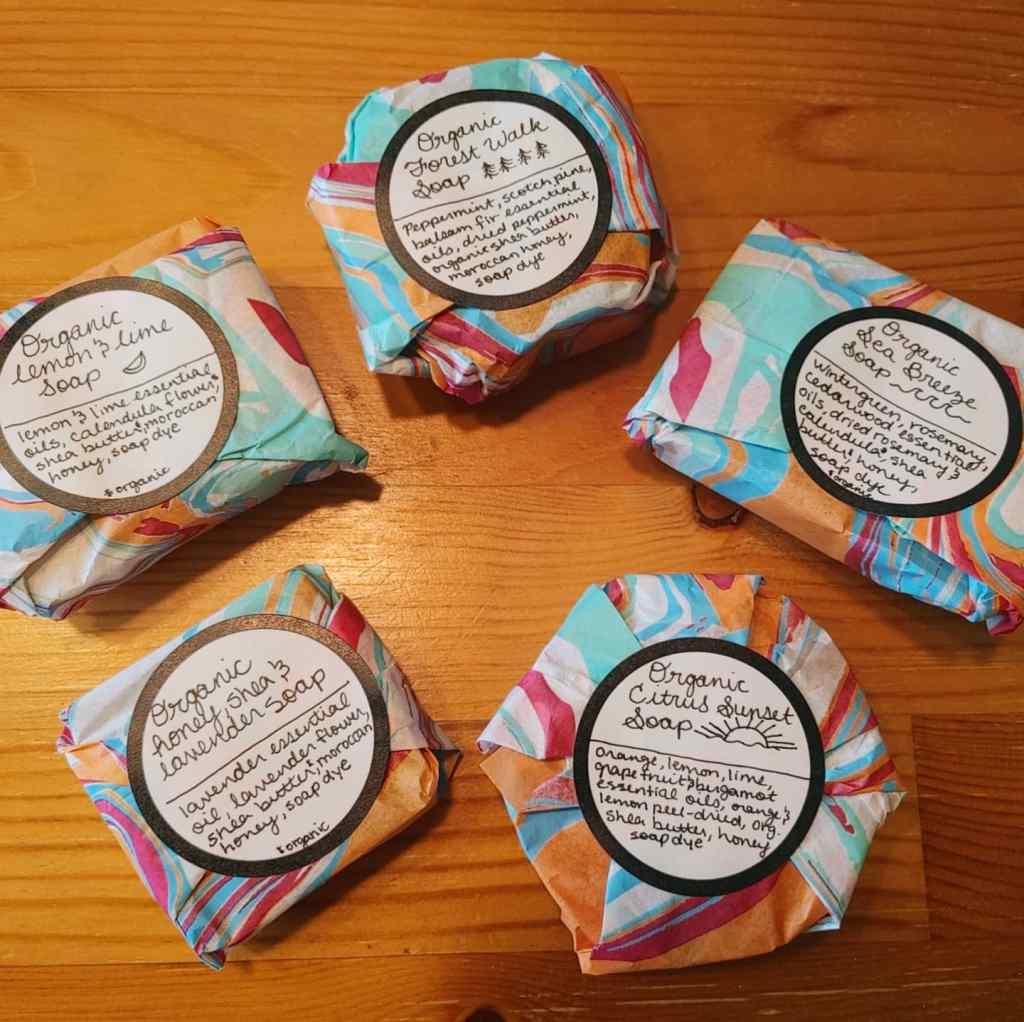 Organic
Forest Walk
Soap
Peppermint, scotch pine,
balsam fir essential
oils, dried peppermint,
organic shea butter,
moroccan honey,
soap dye
Organic
lemon & lime
Soap
lemon & lime essential
oils, calendula flower,
shea butter*, moroccan
honey, soap dye
* organic
Organic
Sea Breeze
Soap
Wintergreen, rosemary,
cedarwood essential
oils, dried rosemary &
calendula, shea
butter*, honey,
soap dye
* organic
Organic
honey, shea &
lavender Soap
lavender essential
oil, lavender flower,
shea butter*, moroccan
honey, soap dye
* organic
Organic
Citrus Sunset
Soap
orange, lemon, lime,
grapefruit, bergamot
essential oils, orange &
lemon peel-dried, org.
shea butter, honey
soap dye